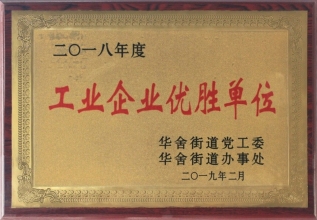 二〇一八年度
工业企业优胜单位
华舍街道党工委
华舍街道办事处
二〇一九年二月